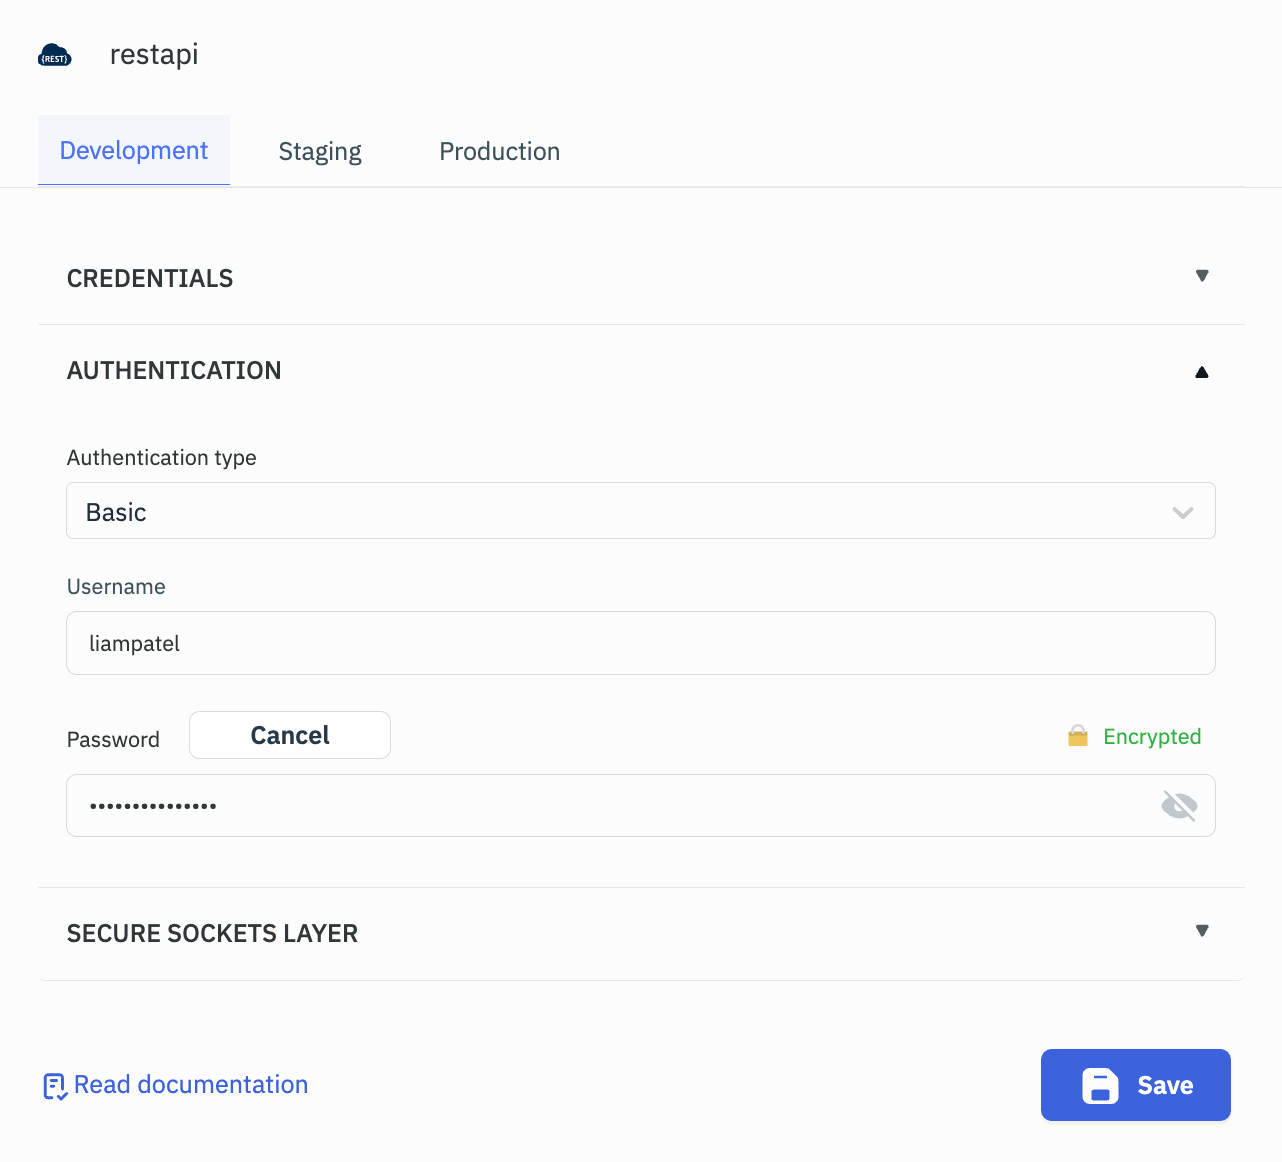 {REST}
restapi
Development Staging Production
CREDENTIALS
AUTHENTICATION
Authentication type
Basic
Username
liampatel
Password Cancel Encrypted
•••••••••••••••
SECURE SOCKETS LAYER
Read documentation Save